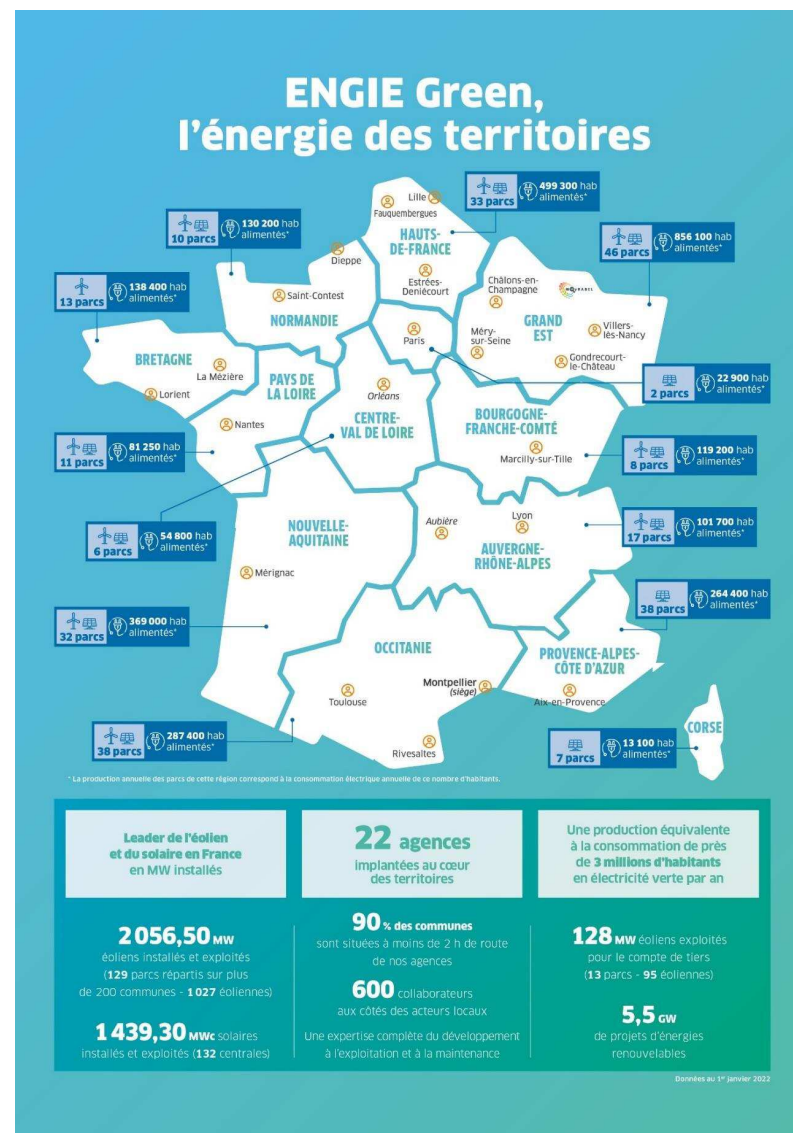 ENGIE Green,
l'énergie des territoires
33 parcs
499 300 hab
alimentés*
10 parcs
130 200 hab
alimentés*
46 parcs
856 100 hab
alimentés*
13 parcs
138 400 hab
alimentés*
Lille
Fauquembergues
HAUTS-
DE-FRANCE
Estrées-
Deniécourt
Dieppe
Saint-Contest
NORMANDIE
Châlons-en-
Champagne
Méry-
sur-Seine
GRAND
EST
Villers-
lès-Nancy
Gondrecourt-
le-Château
Paris
BRETAGNE
La Mézière
Lorient
PAYS DE
LA LOIRE
Nantes
Orléans
CENTRE-
VAL DE LOIRE
BOURGOGNE-
FRANCHE-COMTÉ
Marcilly-sur-Tille
2 parcs
22 900 hab
alimentés*
11 parcs
81 250 hab
alimentés*
8 parcs
119 200 hab
alimentés*
6 parcs
54 800 hab
alimentés*
17 parcs
101 700 hab
alimentés*
NOUVELLE-
AQUITAINE
Mérignac
Aubière
Lyon
AUVERGNE-
RHÔNE-ALPES
38 parcs
264 400 hab
alimentés*
32 parcs
369 000 hab
alimentés*
OCCITANIE
Toulouse
Montpellier
(siège)
Rivesaltes
PROVENCE-ALPES-
CÔTE D'AZUR
Aix-en-Provence
CORSE
38 parcs
287 400 hab
alimentés*
7 parcs
13 100 hab
alimentés*
* La production annuelle des parcs de cette région correspond à la consommation électrique annuelle de ce nombre d'habitants.
Leader de l'éolien
et du solaire en France
en MW installés
2 056,50 MW
éoliens installés et exploités
(129 parcs répartis sur plus
de 200 communes - 1 027 éoliennes)
1 439,30 MWc solaires
installés et exploités (132 centrales)
22 agences
implantées au cœur
des territoires
90 % des communes
sont situées à moins de 2 h de route
de nos agences
600 collaborateurs
aux côtés des acteurs locaux
Une expertise complète du développement
à l'exploitation et à la maintenance
Une production équivalente
à la consommation de près
de 3 millions d'habitants
en électricité verte par an
128 MW éoliens exploités
pour le compte de tiers
(13 parcs - 95 éoliennes)
5,5 GW
de projets d'énergies
renouvelables
Données au 1er janvier 2022